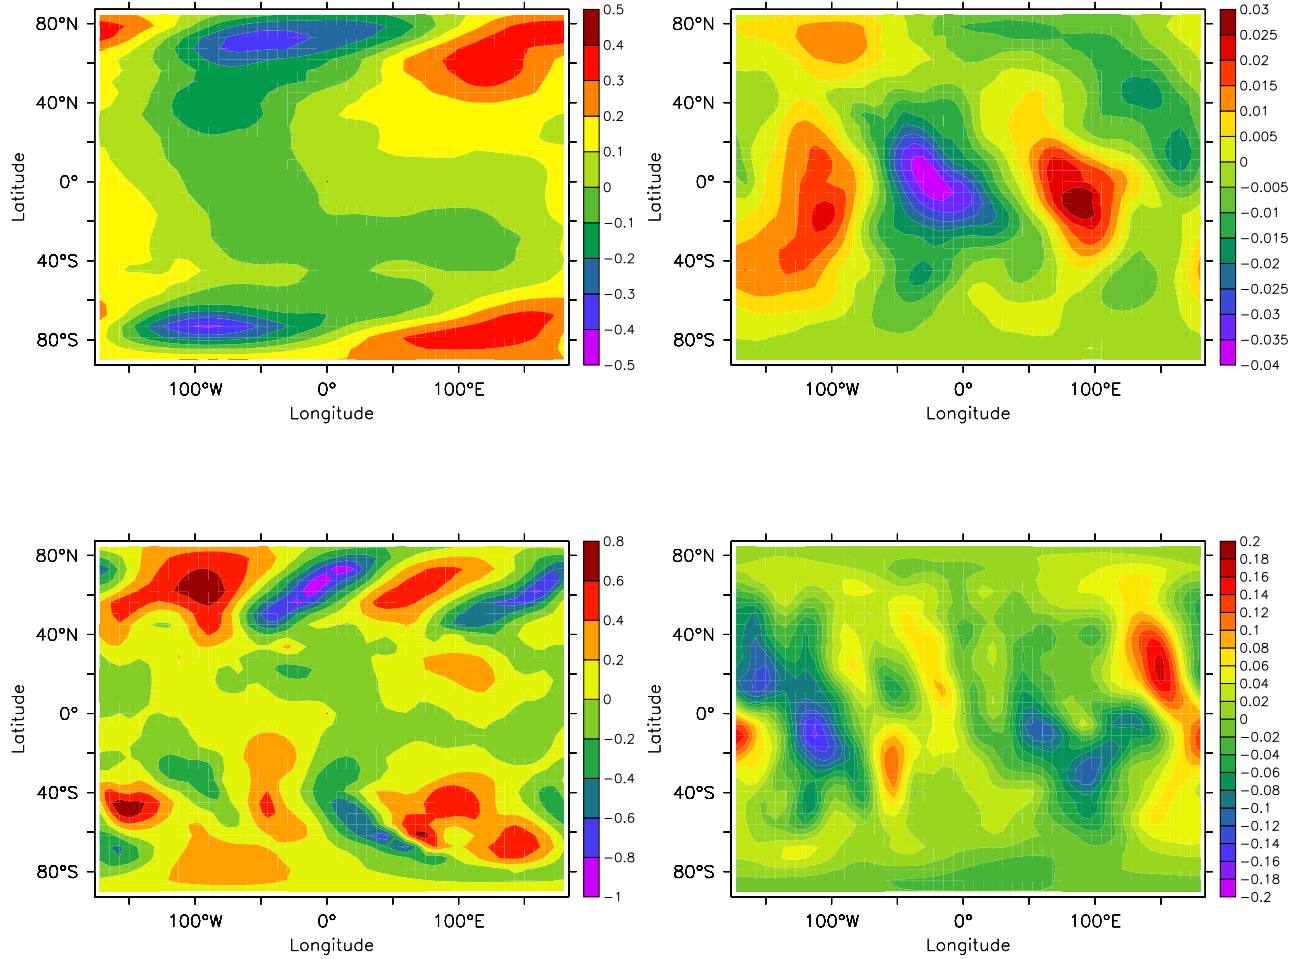 80°N
40°N
0°
40°S
80°S
Latitude
100°W
0°
100°E
Longitude
0.5
0.4
0.3
0.2
0.1
0
−0.1
−0.2
−0.3
−0.4
−0.5
80°N
40°N
0°
40°S
80°S
Latitude
100°W
0°
100°E
Longitude
0.03
0.025
0.02
0.015
0.01
0.005
0
−0.005
−0.01
−0.015
−0.02
−0.025
−0.03
−0.035
−0.04
80°N
40°N
0°
40°S
80°S
Latitude
100°W
0°
100°E
Longitude
0.8
0.6
0.4
0.2
0
−0.2
−0.4
−0.6
−0.8
−1
80°N
40°N
0°
40°S
80°S
Latitude
100°W
0°
100°E
Longitude
0.2
0.18
0.16
0.14
0.12
0.1
0.08
0.06
0.04
0.02
0
−0.02
−0.04
−0.06
−0.08
−0.1
−0.12
−0.14
−0.16
−0.18
−0.2